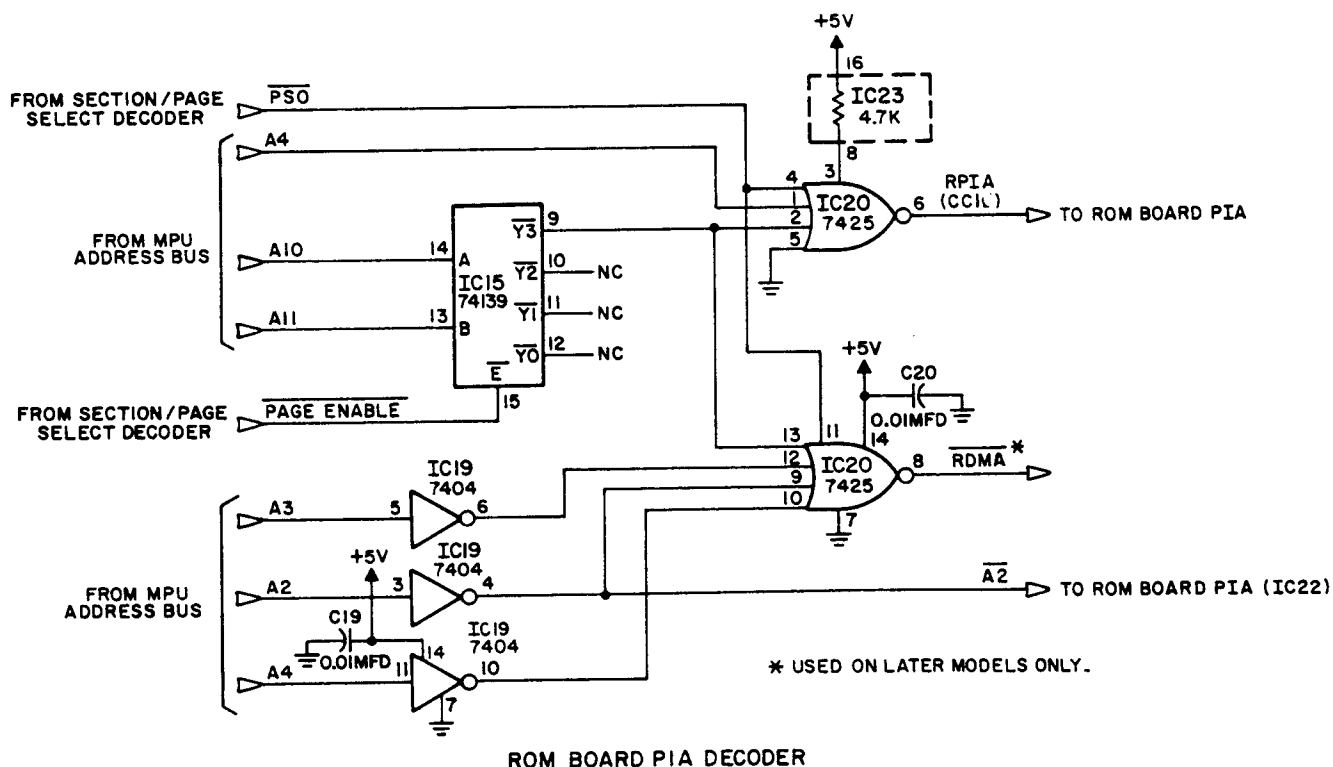 +5V
16
IC23
4.7K
8
3
FROM SECTION/PAGE
SELECT DECODER
PSO
A4
4
1
2
5
IC20
7425
6
RPIA
TO ROM BOARD PIA
FROM MPU
ADDRESS BUS
A10
14
A
A11
13
B
IC15
74139
Y3
9
Y2
10
NC
Y1
11
NC
Y0
12
NC
E
15
FROM SECTION/PAGE
SELECT DECODER
PAGE ENABLE
+5V
C20
0.01MFD
11
14
13
12
9
10
IC20
7425
7
8
RDMA*
FROM MPU
ADDRESS BUS
A3
5
IC19
7404
6
A2
3
IC19
7404
4
A2
TO ROM BOARD PIA (IC22)
+5V
C19
0.01MFD
A4
11
14
IC19
7404
10
7
* USED ON LATER MODELS ONLY.
ROM BOARD PIA DECODER